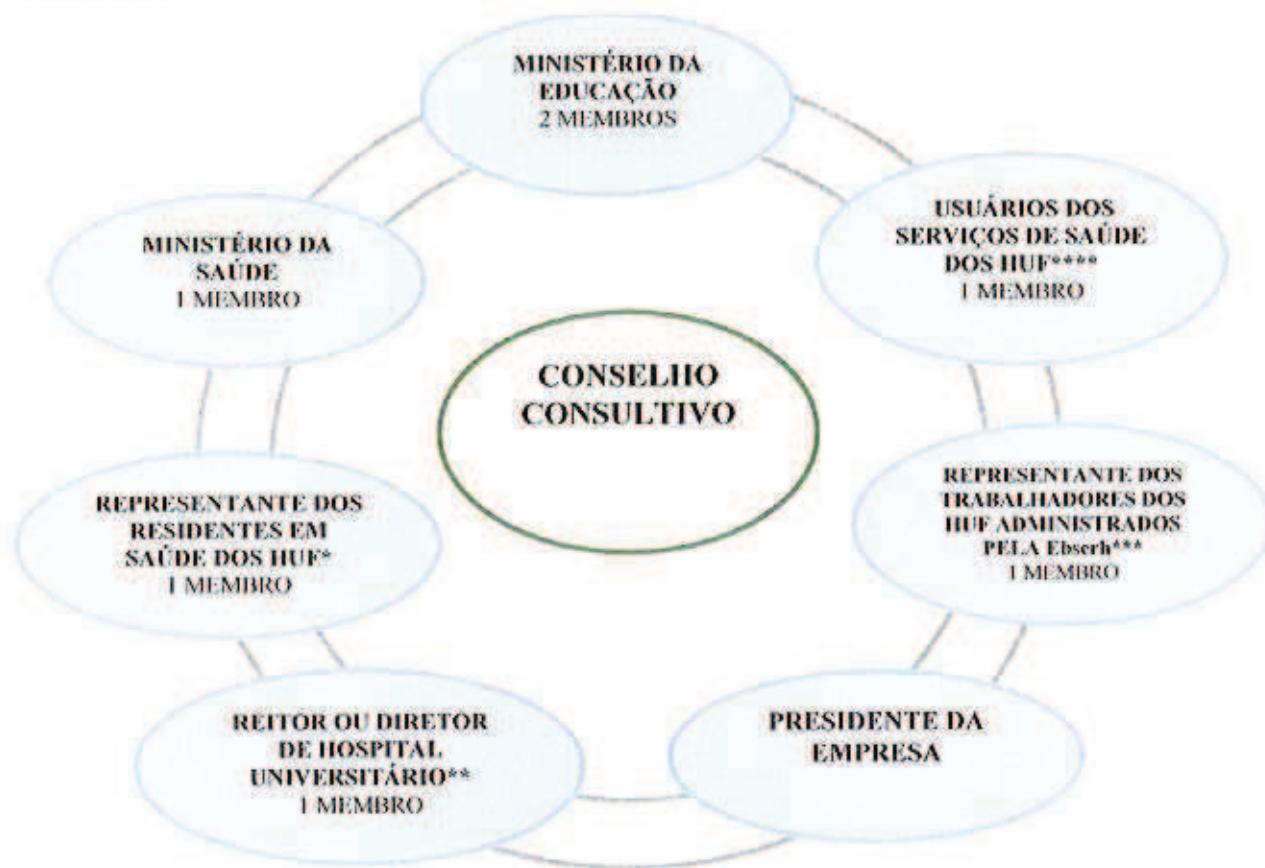 MINISTÉRIO DA
EDUCAÇÃO
2 MEMBROS
USUÁRIOS DOS
SERVIÇOS DE SAÚDE
DOS HUF****
1 MEMBRO
MINISTÉRIO DA
SAÚDE
1 MEMBRO
CONSELHO
CONSULTIVO
REPRESENTANTE DOS
TRABALHADORES DOS
HUF ADMINISTRADOS
PELA Ebserh***
1 MEMBRO
REPRESENTANTE DOS
RESIDENTES EM
SAÚDE DOS HUF*
1 MEMBRO
REITOR OU DIRETOR
DE HOSPITAL
UNIVERSITÁRIO**
1 MEMBRO
PRESIDENTE DA
EMPRESA